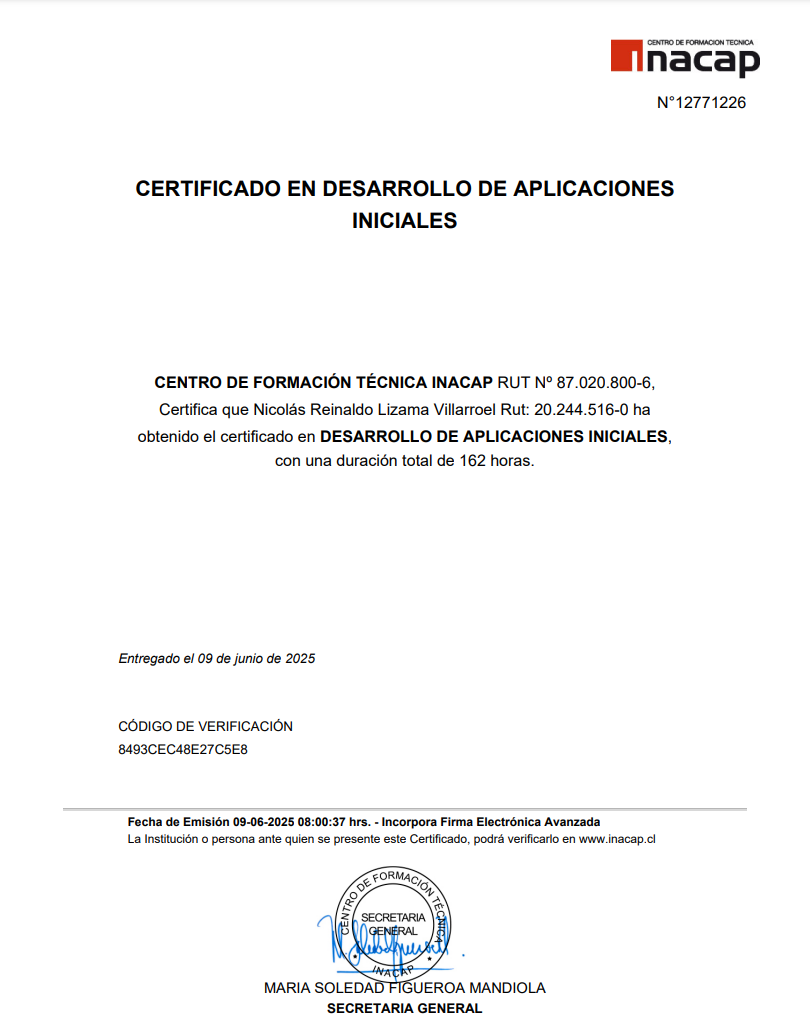 CENTRO DE FORMACION TECNICA
inacap
N°12771226
CERTIFICADO EN DESARROLLO DE APLICACIONES
INICIALES
CENTRO DE FORMACIÓN TÉCNICA INACAP RUT Nº 87.020.800-6,
Certifica que Nicolás Reinaldo Lizama Villarroel Rut: 20.244.516-0 ha
obtenido el certificado en DESARROLLO DE APLICACIONES INICIALES,
con una duración total de 162 horas.
Entregado el 09 de junio de 2025
CÓDIGO DE VERIFICACIÓN
8493CEC48E27C5E8
Fecha de Emisión 09-06-2025 08:00:37 hrs. - Incorpora Firma Electrónica Avanzada
La Institución o persona ante quien se presente este Certificado, podrá verificarlo en www.inacap.cl
CENTRO DE FORMACIÓN TÉCNICA
SECRETARIA
GENERAL
INACAP
MARIA SOLEDAD FIGUEROA MANDIOLA
SECRETARIA GENERAL